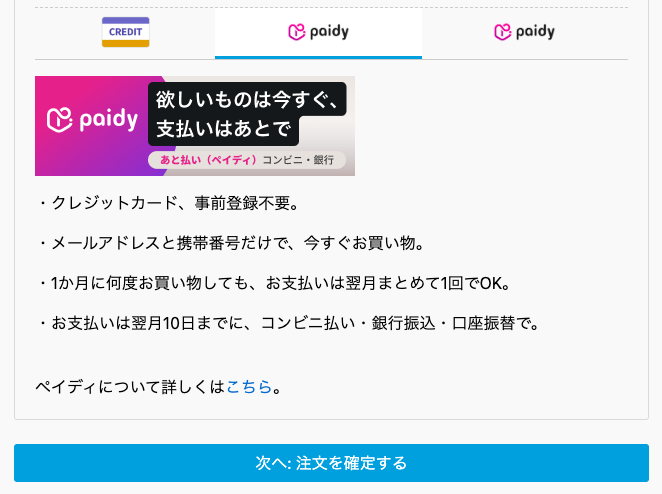 CREDIT
paidy
paidy
paidy
欲しいものは今すぐ、
支払いはあとで
あと払い（ペイディ）コンビニ・銀行
・クレジットカード、事前登録不要。
・メールアドレスと携帯番号だけで、今すぐお買い物。
・1か月に何度お買い物しても、お支払いは翌月まとめて1回でOK。
・お支払いは翌月10日までに、コンビニ払い・銀行振込・口座振替で。
ペイディについて詳しくはこちら。
次へ: 注文を確定する